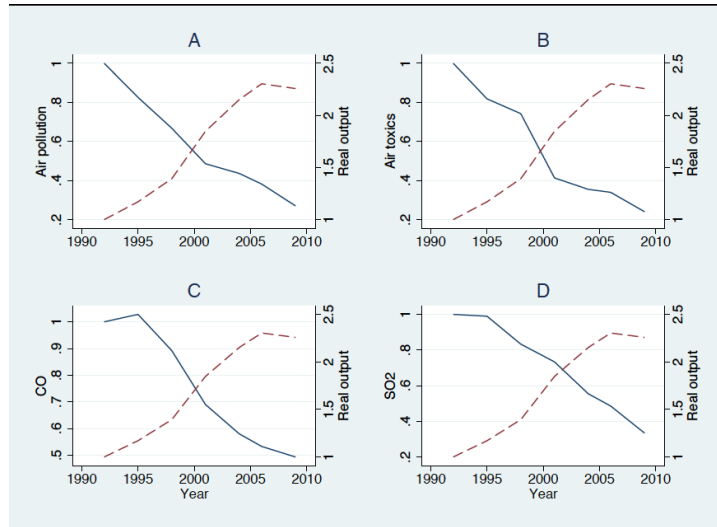 A
Air pollution
.2 .4 .6 .8 1
Real output
1 1.5 2 2.5
1990 1995 2000 2005 2010
B
Air toxics
.2 .4 .6 .8 1
Real output
1 1.5 2 2.5
1990 1995 2000 2005 2010
C
CO
.5 .6 .7 .8 .9 1
Real output
1 1.5 2 2.5
1990 1995 2000 2005 2010
Year
D
SO2
.2 .4 .6 .8 1
Real output
1 1.5 2 2.5
1990 1995 2000 2005 2010
Year